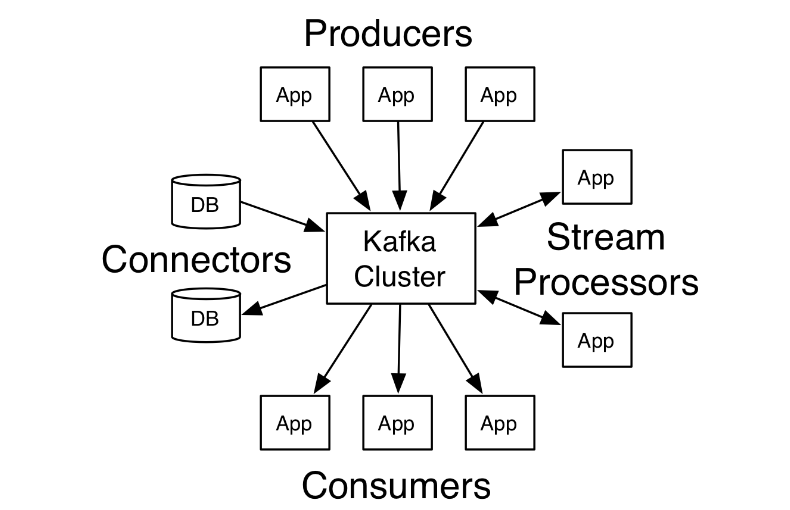 Producers
App
App
App
App
DB
Kafka
Cluster
Stream
Processors
Connectors
DB
App
App
App
App
Consumers